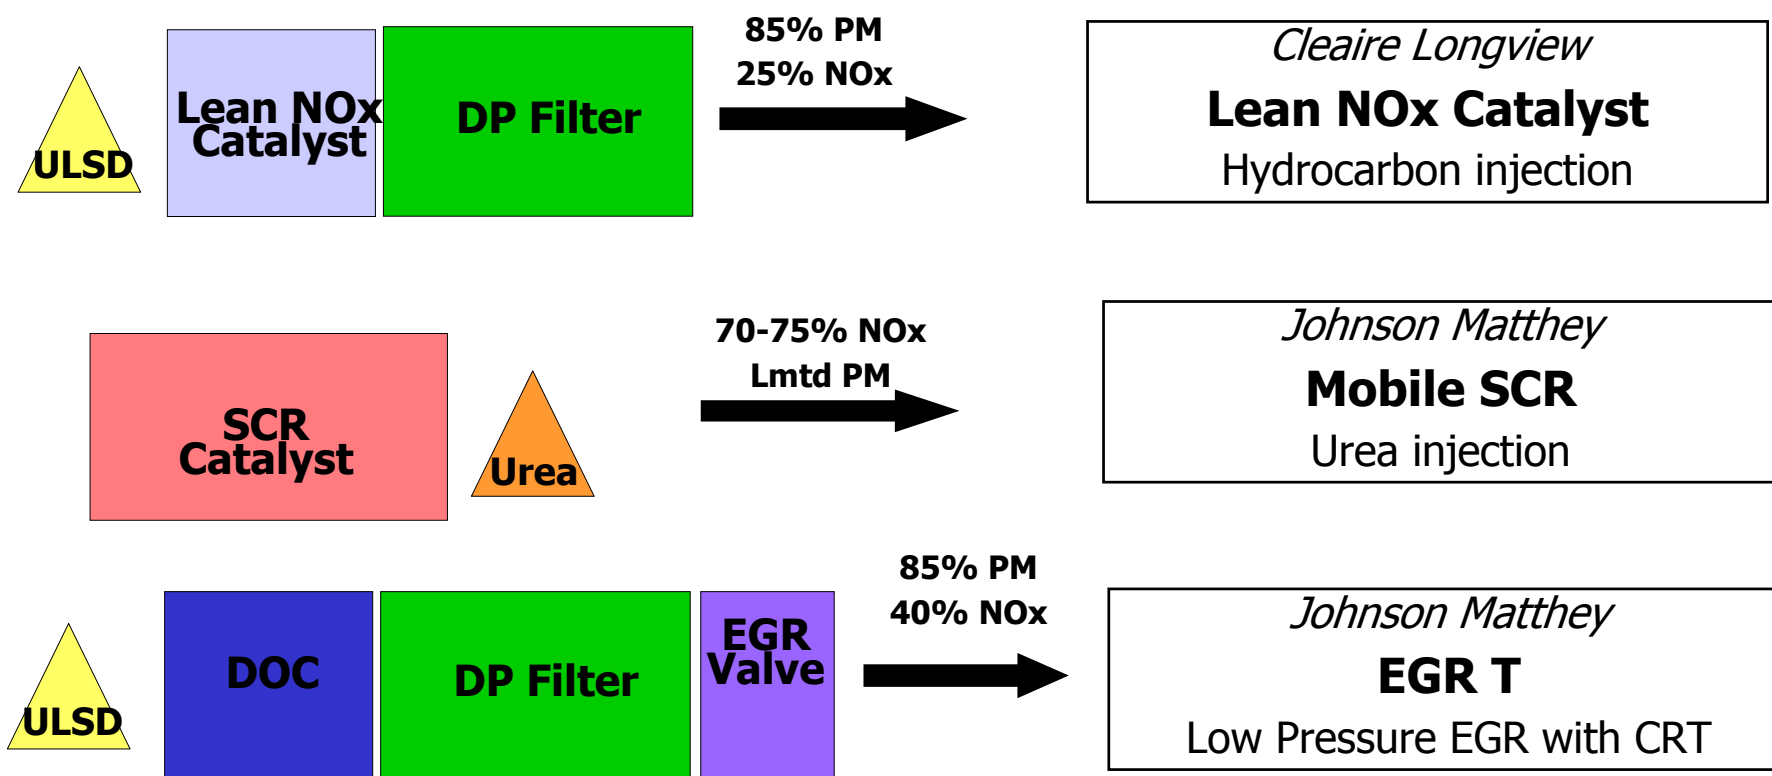 85% PM
25% NOx
Cleaire Longview
Lean NOx Catalyst
Hydrocarbon injection
ULSD
Lean NOx
Catalyst
DP Filter
70-75% NOx
Lmtd PM
Johnson Matthey
Mobile SCR
Urea injection
SCR
Catalyst
Urea
85% PM
40% NOx
Johnson Matthey
EGR T
Low Pressure EGR with CRT
ULSD
DOC
DP Filter
EGR
Valve